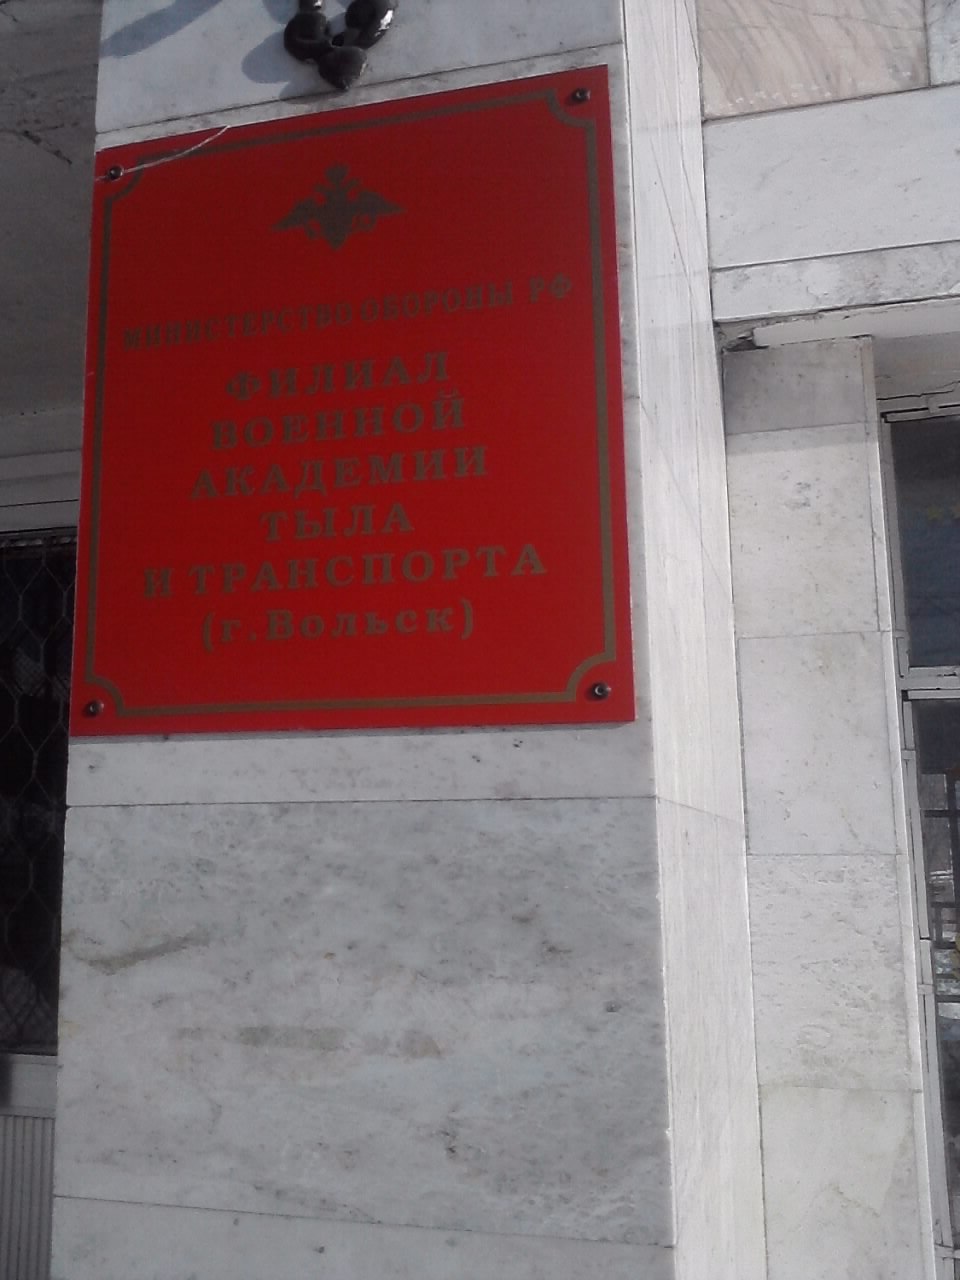 МИНИСТЕРСТВО ОБОРОНЫ РФ
ФИЛИАЛ
ВОЕННОЙ
АКАДЕМИИ
ТЫЛА
И ТРАНСПОРТА
(г.Вольск)